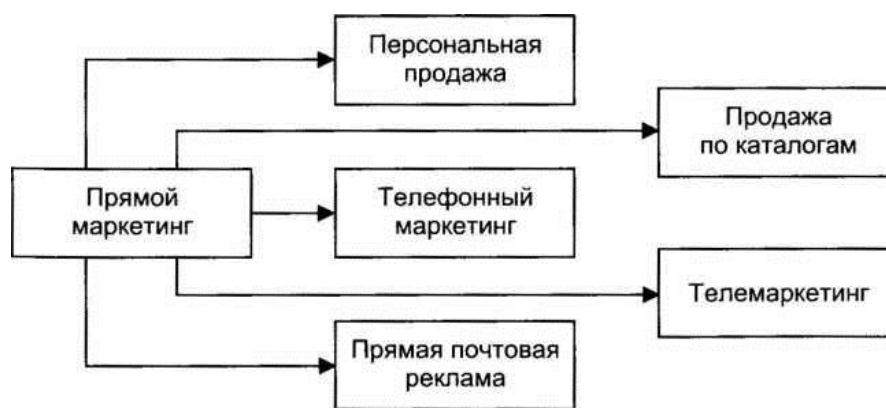 Персональная
продажа
Продажа
по каталогам
Прямой
маркетинг
Телефонный
маркетинг
Телемаркетинг
Прямая почтовая
реклама